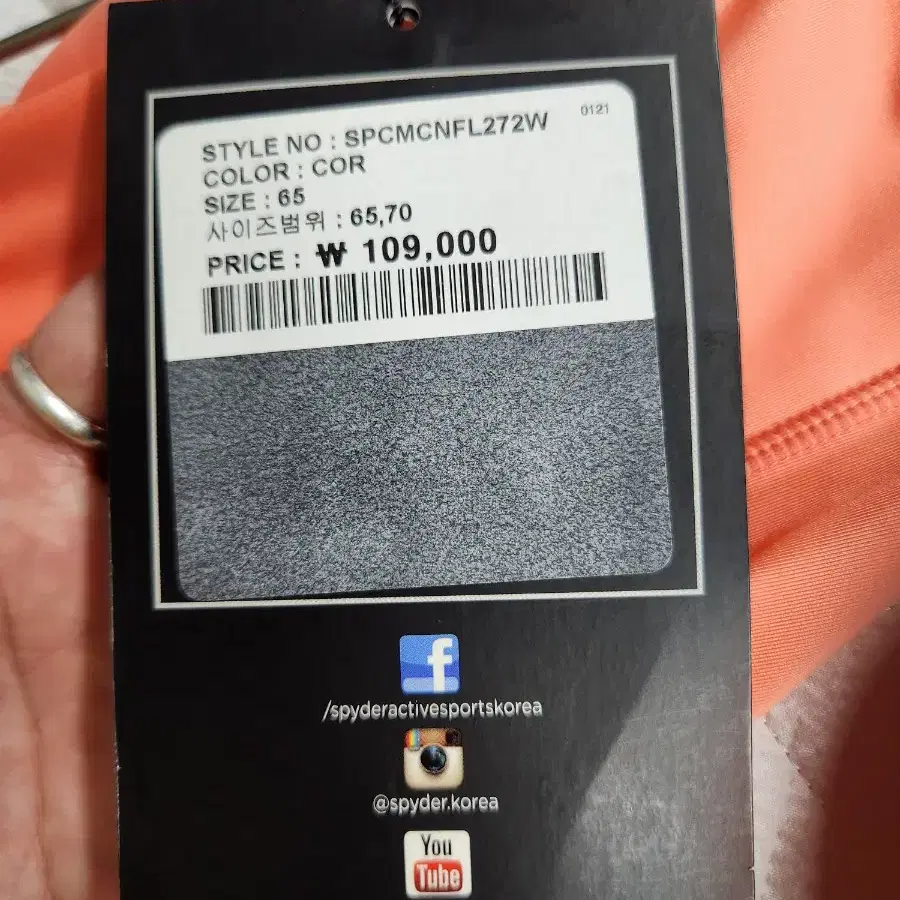 0121
STYLE NO : SPCMCNFL272W
COLOR : COR
SIZE : 65
사이즈범위 : 65,70
PRICE : ₩ 109,000
f
/spyderactivesportskorea
@spyder.korea
You
Tube